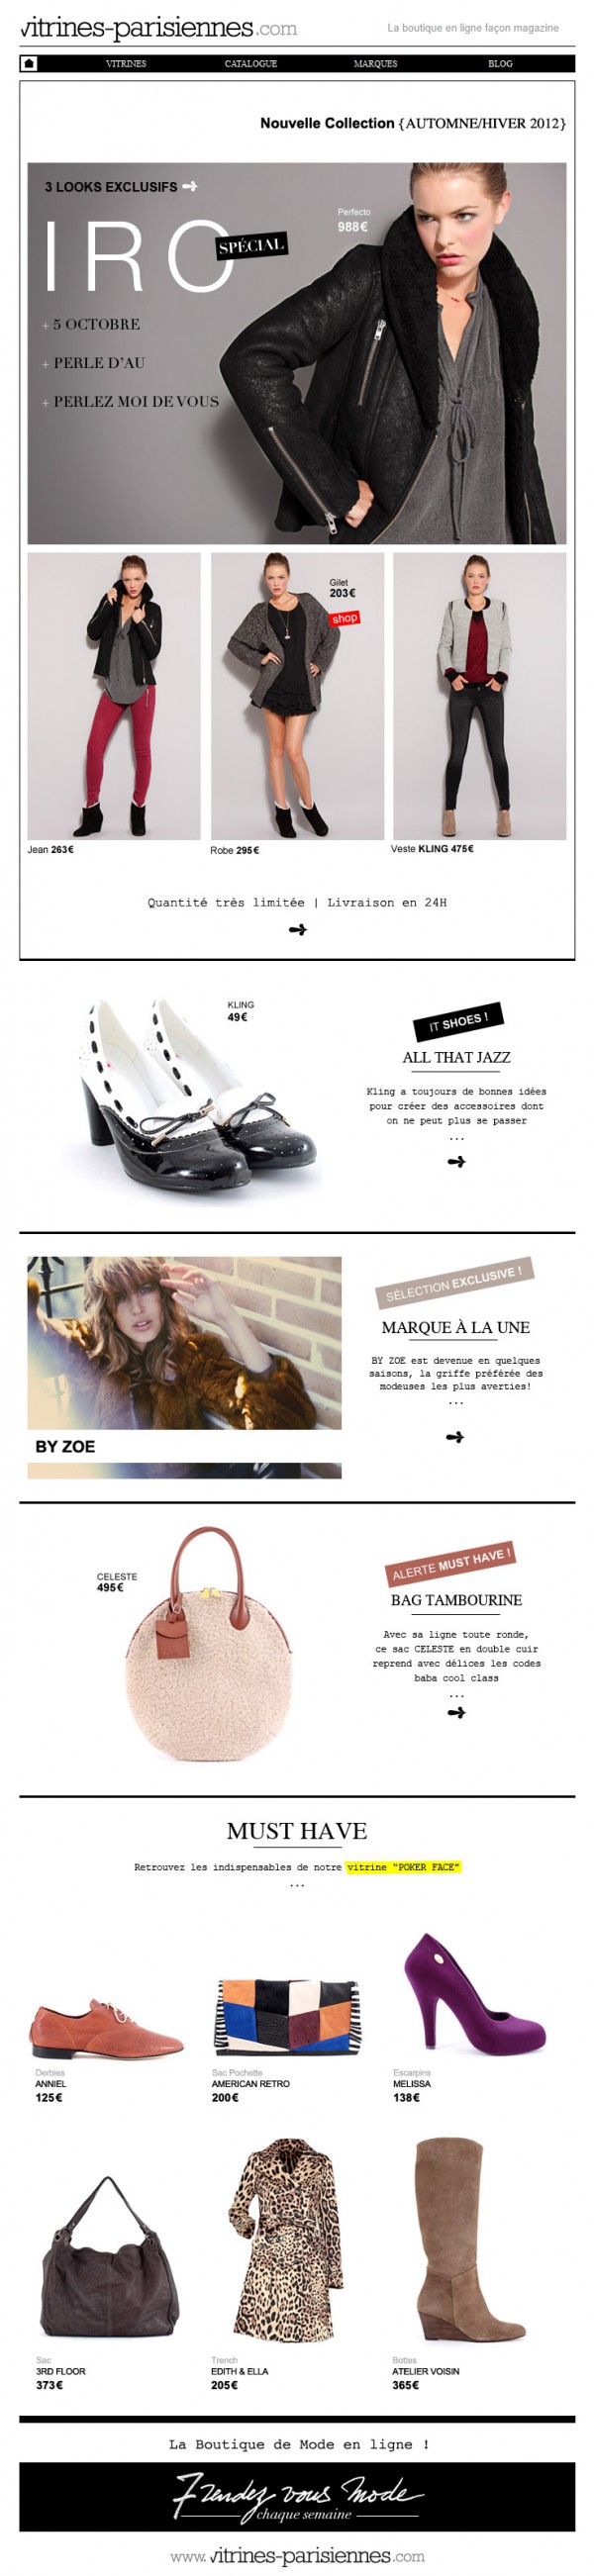 vitrines-parisiennes.com
La boutique en ligne façon magazine
VITRINES CATALOGUE MARQUES BLOG
Nouvelle Collection {AUTOMNE/HIVER 2012}
3 LOOKS EXCLUSIFS
IRO
SPÉCIAL
Perfecto
988€
+ 5 OCTOBRE
+ PERLE D'AU
+ PERLEZ MOI DE VOUS
Gilet
203€
shop
Jean 263€
Robe 295€
Veste KLING 475€
Quantité très limitée | Livraison en 24H
KLING
49€
IT SHOES !
ALL THAT JAZZ
Kling a toujours de bonnes idées
pour créer des accessoires dont
on ne peut plus se passer
...
SÉLECTION EXCLUSIVE !
MARQUE À LA UNE
BY ZOE est devenue en quelques
saisons, la griffe préférée des
modeuses les plus averties!
...
BY ZOE
CELESTE
495€
ALERTE MUST HAVE !
BAG TAMBOURINE
Avec sa ligne toute ronde,
ce sac CELESTE en double cuir
reprend avec délices les codes
baba cool class
...
MUST HAVE
Retrouvez les indispensables de notre vitrine "POKER FACE"
...
Derbies
ANNIEL
125€
Sac Pochette
AMERICAN RETRO
200€
Escarpins
MELISSA
138€
Sac
3RD FLOOR
373€
Trench
EDITH & ELLA
205€
Bottes
ATELIER VOISIN
365€
La Boutique de Mode en ligne !
7 rendez vous Mode
chaque semaine
www.vitrines-parisiennes.com